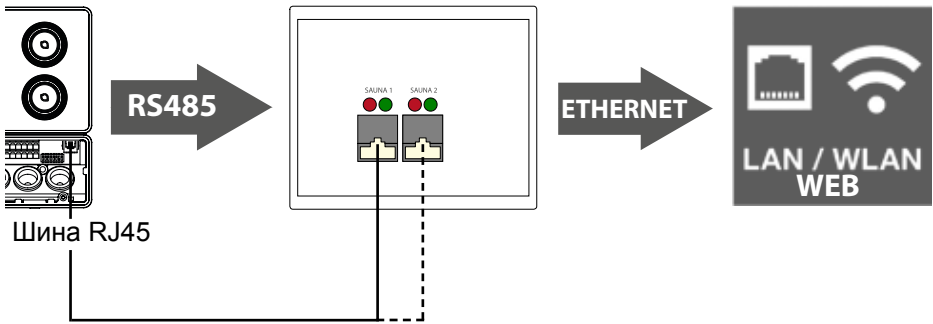 RS485
SAUNA 1
SAUNA 2
ETHERNET
LAN / WLAN
WEB
Шина RJ45